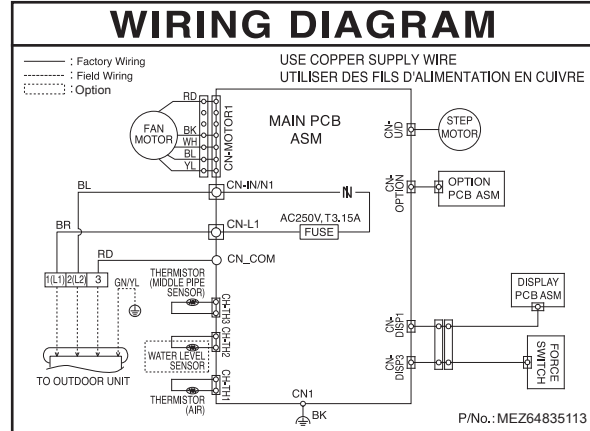 WIRING DIAGRAM
: Factory Wiring
: Field Wiring
: Option
USE COPPER SUPPLY WIRE
UTILISER DES FILS D'ALIMENTATION EN CUIVRE
RD
FAN
MOTOR
BK
WH
BL
YL
CN-MOTOR1
MAIN PCB
ASM
CN-
U/D
STEP
MOTOR
CN-
OPTION
OPTION
PCB ASM
BL
CN-IN/N1
BR
CN-L1
AC250V, T3.15A
FUSE
RD
CN_COM
1(L1) 2(L2) 3
GN/YL
TO OUTDOOR UNIT
THERMISTOR
(MIDDLE PIPE
SENSOR)
CH-TH3
WATER LEVEL
SENSOR
CH-TH2
THERMISTOR
(AIR)
CH-TH1
CN-
DISP1
DISPLAY
PCB ASM
CN-
DISP3
FORCE
SWITCH
CN1
BK
P/No.: MEZ64835113